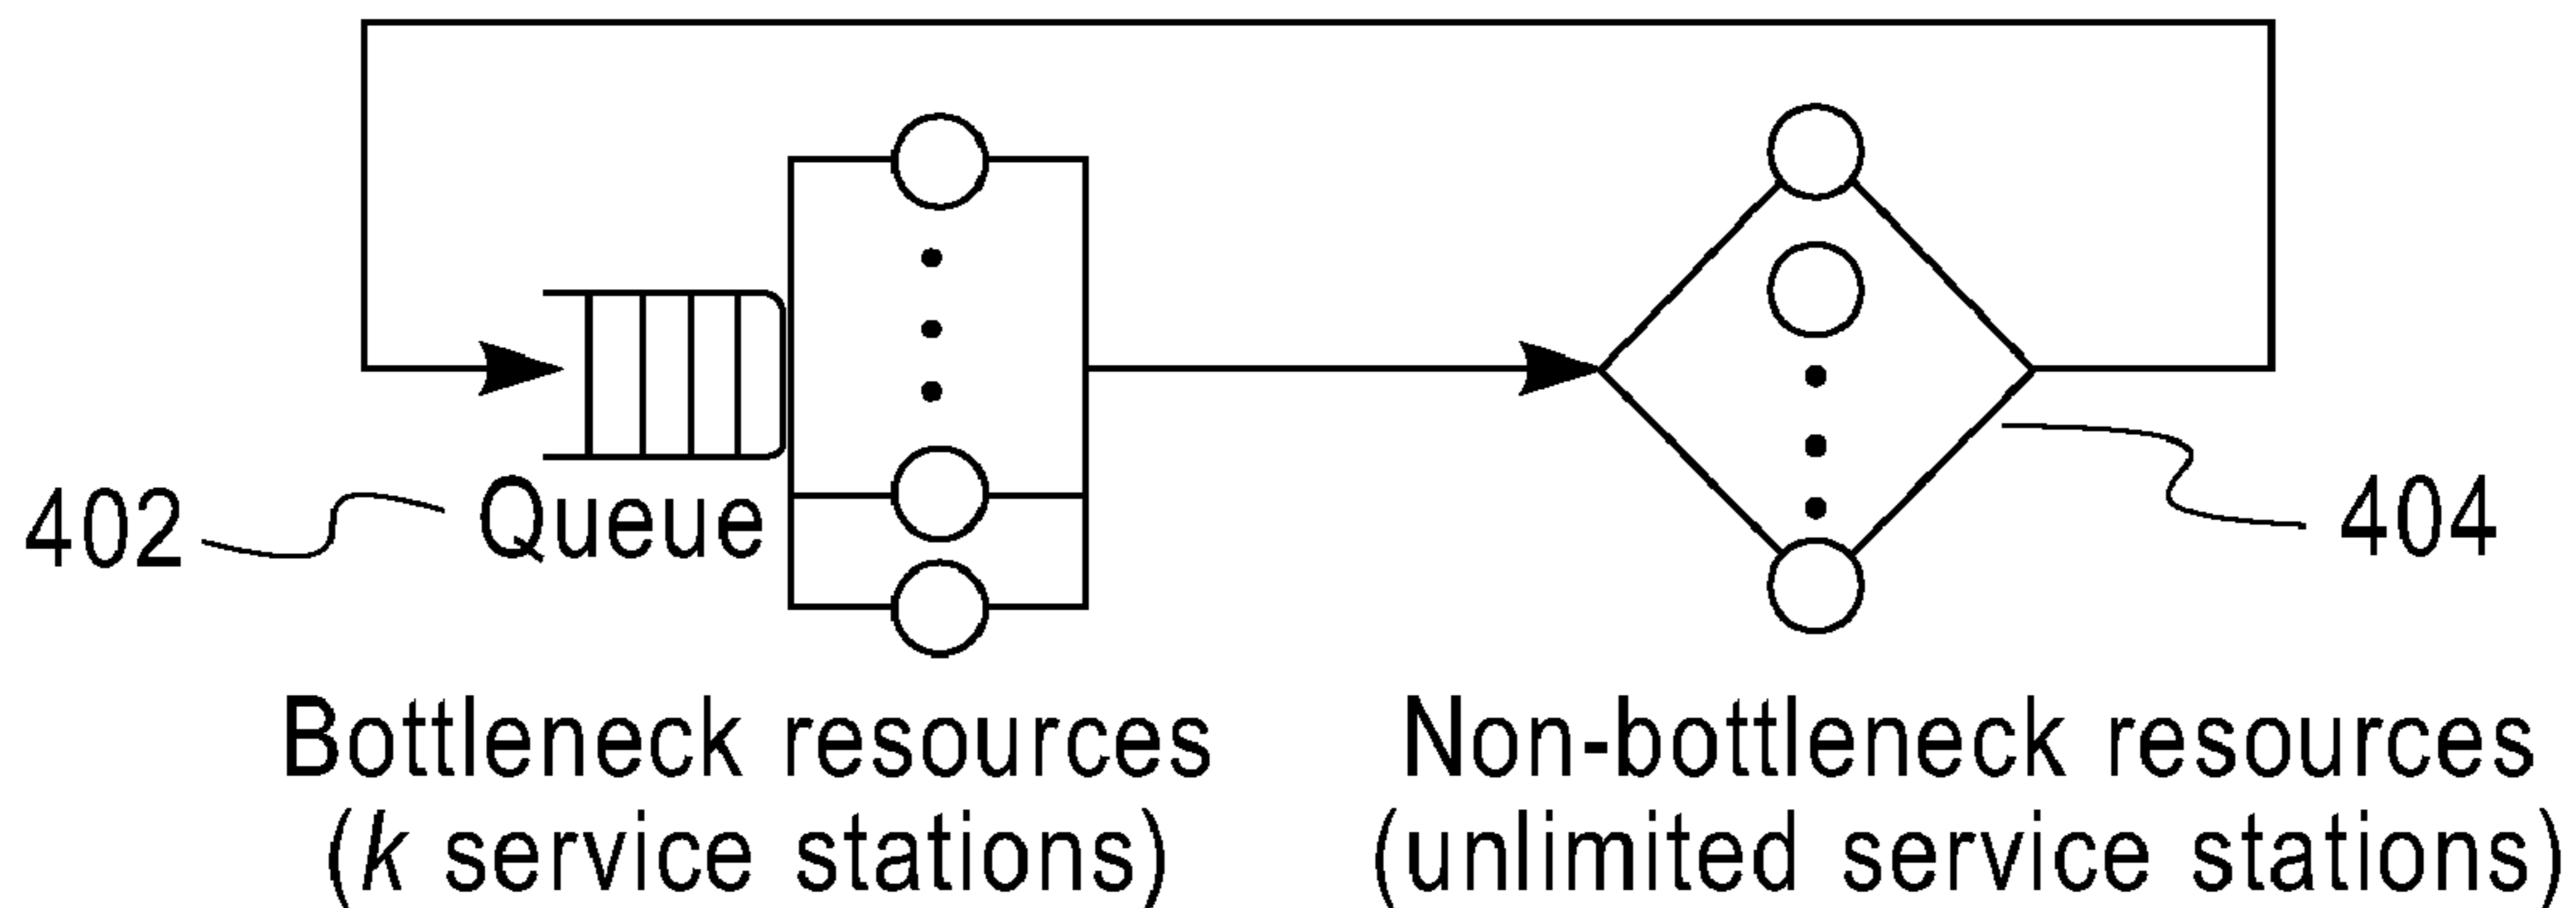 402
Queue
404
Bottleneck resources
(k service stations)
Non-bottleneck resources
(unlimited service stations)